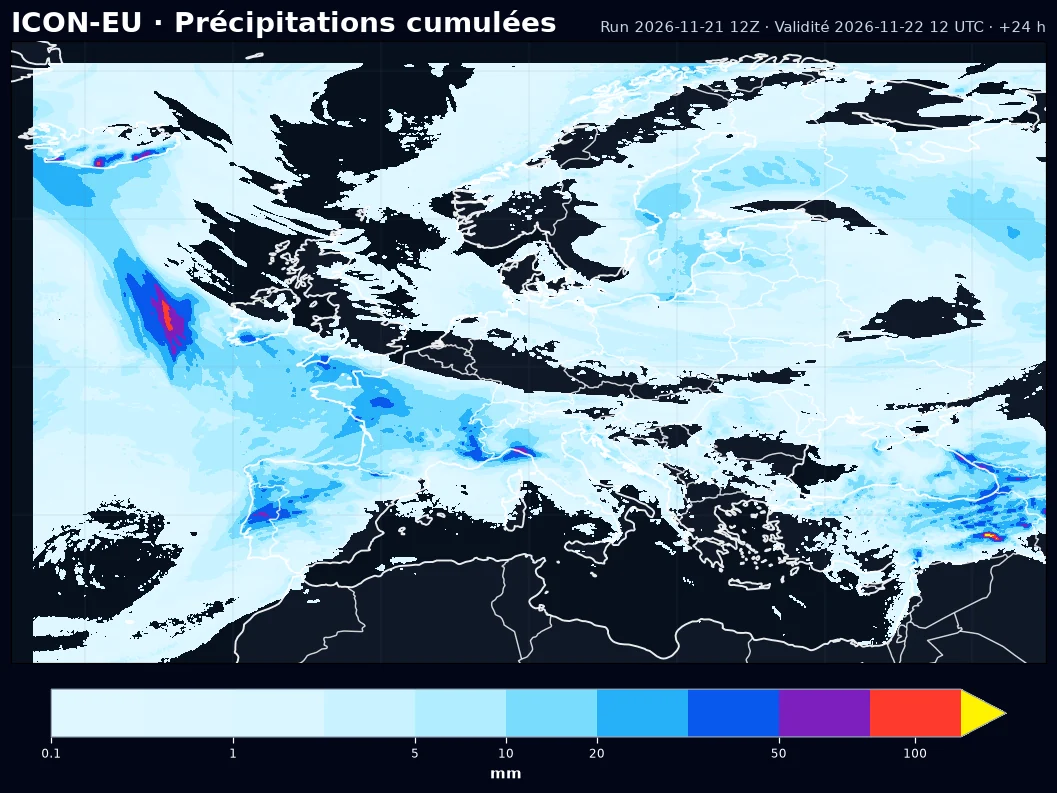 ICON-EU · Précipitations cumulées
Run 2026-11-21 12Z · Validité 2026-11-22 12 UTC · +24 h
0.1 1 5 10 20 50 100
mm